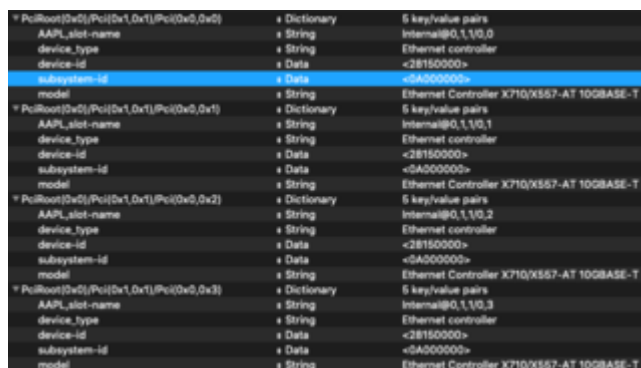 PciRoot(0x0)/Pci(0x1,0x1)/Pci(0x0,0x0) Dictionary 5 key/value pairs
AAPL,slot-name String Internal@0,1,1/0,0
device_type String Ethernet controller
device-id Data <28150000>
subsystem-id Data <0A000000>
model String Ethernet Controller X710/X557-AT 10GBASE-T
PciRoot(0x0)/Pci(0x1,0x1)/Pci(0x0,0x1) Dictionary 5 key/value pairs
AAPL,slot-name String Internal@0,1,1/0,1
device_type String Ethernet controller
device-id Data <28150000>
subsystem-id Data <0A000000>
model String Ethernet Controller X710/X557-AT 10GBASE-T
PciRoot(0x0)/Pci(0x1,0x1)/Pci(0x0,0x2) Dictionary 5 key/value pairs
AAPL,slot-name String Internal@0,1,1/0,2
device_type String Ethernet controller
device-id Data <28150000>
subsystem-id Data <0A000000>
model String Ethernet Controller X710/X557-AT 10GBASE-T
PciRoot(0x0)/Pci(0x1,0x1)/Pci(0x0,0x3) Dictionary 5 key/value pairs
AAPL,slot-name String Internal@0,1,1/0,3
device_type String Ethernet controller
device-id Data <28150000>
subsystem-id Data <0A000000>
model String Ethernet Controller X710/X557-AT 10GBASE-T